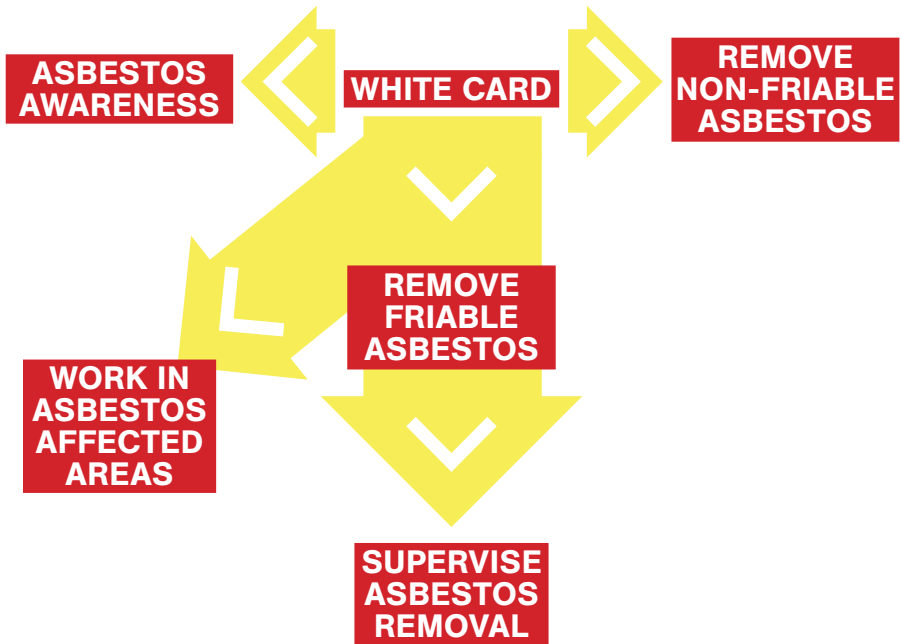 ASBESTOS
AWARENESS
WHITE CARD
REMOVE
NON-FRIABLE
ASBESTOS
REMOVE
FRIABLE
ASBESTOS
WORK IN
ASBESTOS
AFFECTED
AREAS
SUPERVISE
ASBESTOS
REMOVAL